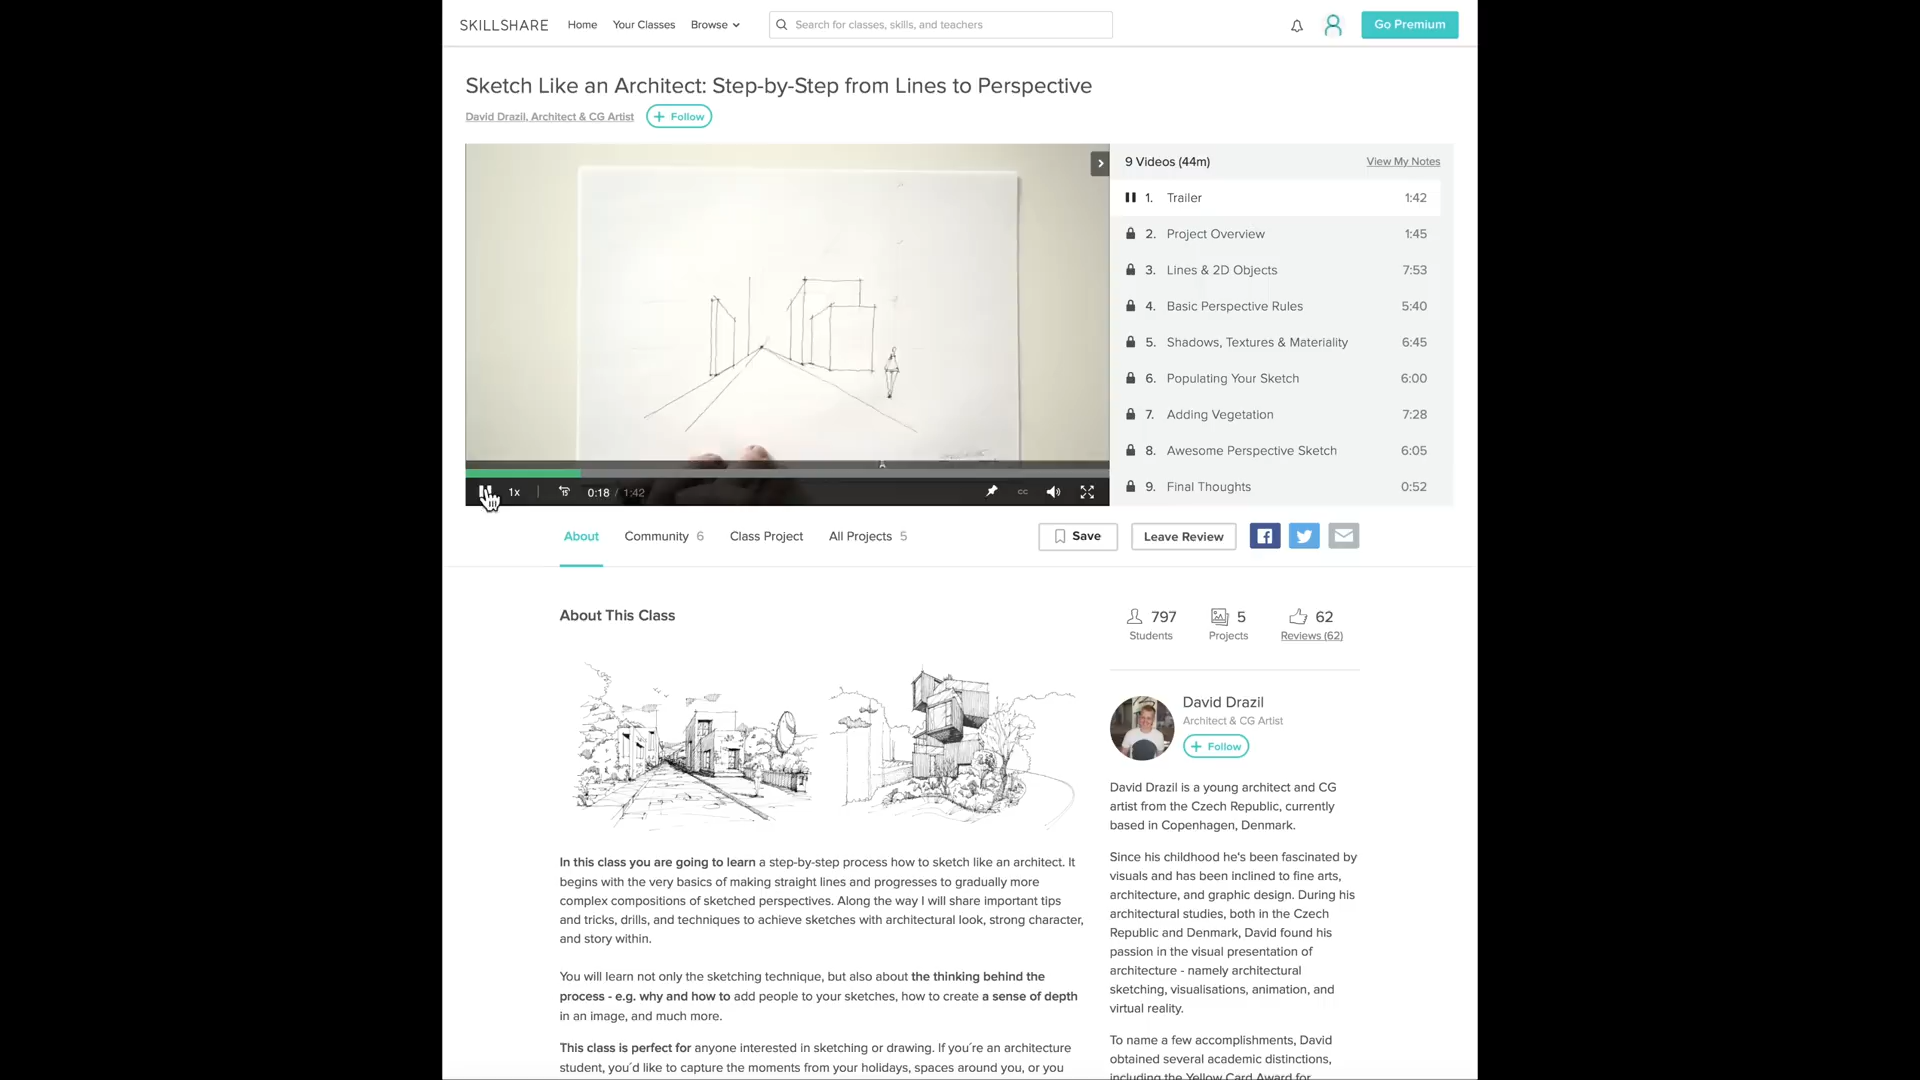 SKILLSHARE Home Your Classes Browse Search for classes, skills, and teachers Go Premium
Sketch Like an Architect: Step-by-Step from Lines to Perspective
David Drazil, Architect & CG Artist + Follow
9 Videos (44m) View My Notes
1. Trailer 1:42
2. Project Overview 1:45
3. Lines & 2D Objects 7:53
4. Basic Perspective Rules 5:40
5. Shadows, Textures & Materiality 6:45
6. Populating Your Sketch 6:00
7. Adding Vegetation 7:28
8. Awesome Perspective Sketch 6:05
9. Final Thoughts 0:52
1x 15 0:18 / 1:42 CC
About Community 6 Class Project All Projects 5 Save Leave Review
About This Class
797 5 62
Students Projects Reviews (62)
David Drazil
Architect & CG Artist
+ Follow
David Drazil is a young architect and CG
artist from the Czech Republic, currently
based in Copenhagen, Denmark.
Since his childhood he's been fascinated by
visuals and has been inclined to fine arts,
architecture, and graphic design. During his
architectural studies, both in the Czech
Republic and Denmark, David found his
passion in the visual presentation of
architecture - namely architectural
sketching, visualisations, animation, and
virtual reality.
To name a few accomplishments, David
obtained several academic distinctions,
including the Yellow Card Award for
In this class you are going to learn a step-by-step process how to sketch like an architect. It
begins with the very basics of making straight lines and progresses to gradually more
complex compositions of sketched perspectives. Along the way I will share important tips
and tricks, drills, and techniques to achieve sketches with architectural look, strong character,
and story within.
You will learn not only the sketching technique, but also about the thinking behind the
process - e.g. why and how to add people to your sketches, how to create a sense of depth
in an image, and much more.
This class is perfect for anyone interested in sketching or drawing. If you´re an architecture
student, you´d like to capture the moments from your holidays, spaces around you, or you